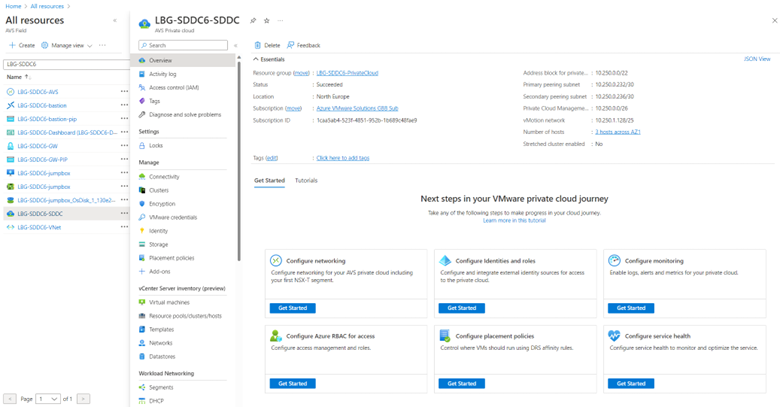 Home > All resources >
All resources
AVS Field
Create
Manage view
LBG-SDDC6
Name ↑
LBG-SDDC6-AVS
LBG-SDDC6-bastion
LBG-SDDC6-bastion-pip
LBG-SDDC6-Dashboard (LBG-SDDC6-D...
LBG-SDDC6-GW
LBG-SDDC6-GW-PIP
LBG-SDDC6-jumpbox
LBG-SDDC6-jumpbox
LBG-SDDC6-jumpbox_OsDisk_1_130e2...
LBG-SDDC6-SDDC
LBG-SDDC6-VNet
Page 1 of 1
LBG-SDDC6-SDDC
AVS Private cloud
Search
Overview
Activity log
Access control (IAM)
Tags
Diagnose and solve problems
Settings
Locks
Manage
Connectivity
Clusters
Encryption
VMware credentials
Identity
Storage
Placement policies
Add-ons
vCenter Server inventory (preview)
Virtual machines
Resource pools/clusters/hosts
Templates
Networks
Datastores
Workload Networking
Segments
DHCP
Delete
Feedback
Essentials
JSON View
Resource group (move) : LBG-SDDC6-PrivateCloud
Status : Succeeded
Location : North Europe
Subscription (move) : Azure VMware Solutions GBB Sub
Subscription ID :
Tags (edit) : Click here to add tags
Address block for private... : 10.250.0.0/22
Primary peering subnet : 10.250.0.232/30
Secondary peering subnet : 10.250.0.236/30
Private Cloud Manageme... : 10.250.0.0/26
vMotion network : 10.250.1.128/25
Number of hosts : 3 hosts across AZ1
Stretched cluster enabled : No
Get Started
Tutorials
Next steps in your VMware private cloud journey
Take any of the following steps to make progress in your cloud journey.
Learn more in this tutorial
Configure networking
Configure networking for your AVS private cloud including
your first NSX-T segment.
Get Started
Configure Identities and roles
Configure and integrate external identity sources for access
to the private cloud.
Get Started
Configure monitoring
Enable logs, alerts and metrics for your private cloud.
Get Started
Configure Azure RBAC for access
Configure access management and roles.
Get Started
Configure placement policies
Control where VMs should run using DRS affinity rules.
Get Started
Configure service health
Configure service health to monitor and optimize the service.
Get Started